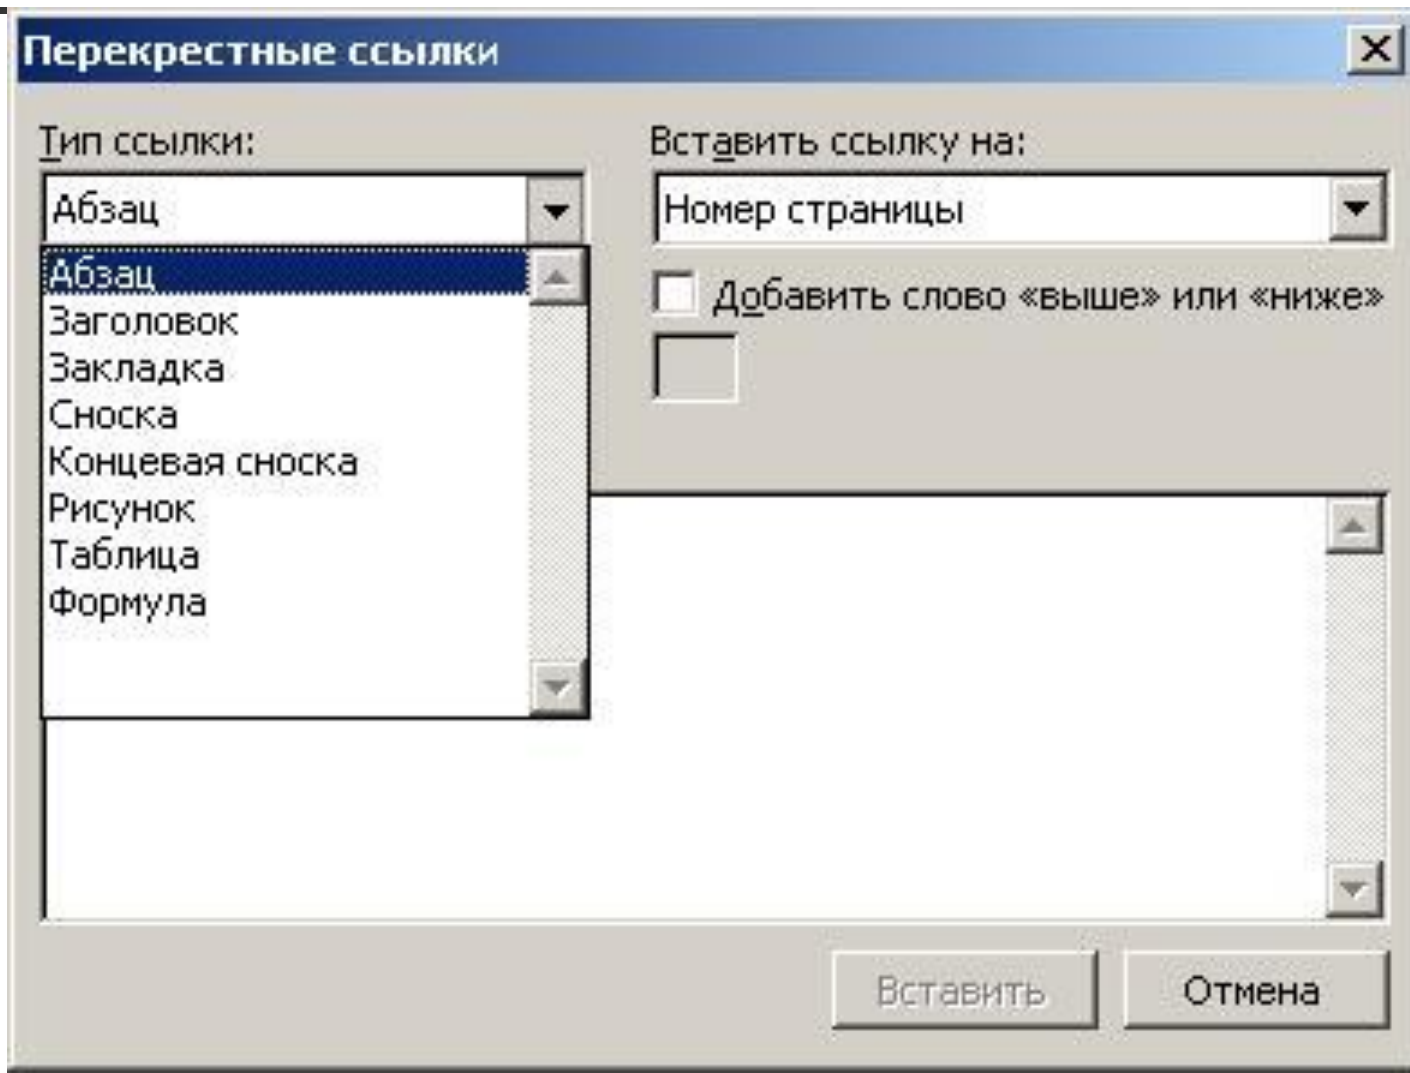 Перекрестные ссылки
Тип ссылки:
Вставить ссылку на:
Абзац
Номер страницы
Абзац
Добавить слово «выше» или «ниже»
Заголовок
Закладка
Сноска
Концевая сноска
Рисунок
Таблица
Формула
Вставить
Отмена